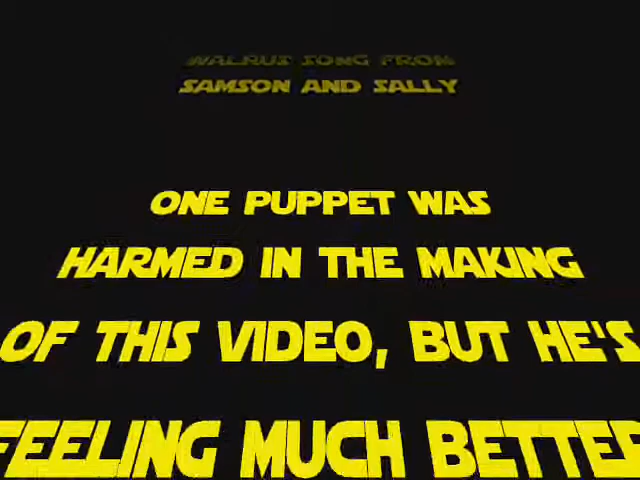 WALRUS SONG FROM
SAMSON AND SALLY
ONE PUPPET WAS
HARMED IN THE MAKING
OF THIS VIDEO, BUT HE'S
FEELING MUCH BETTER